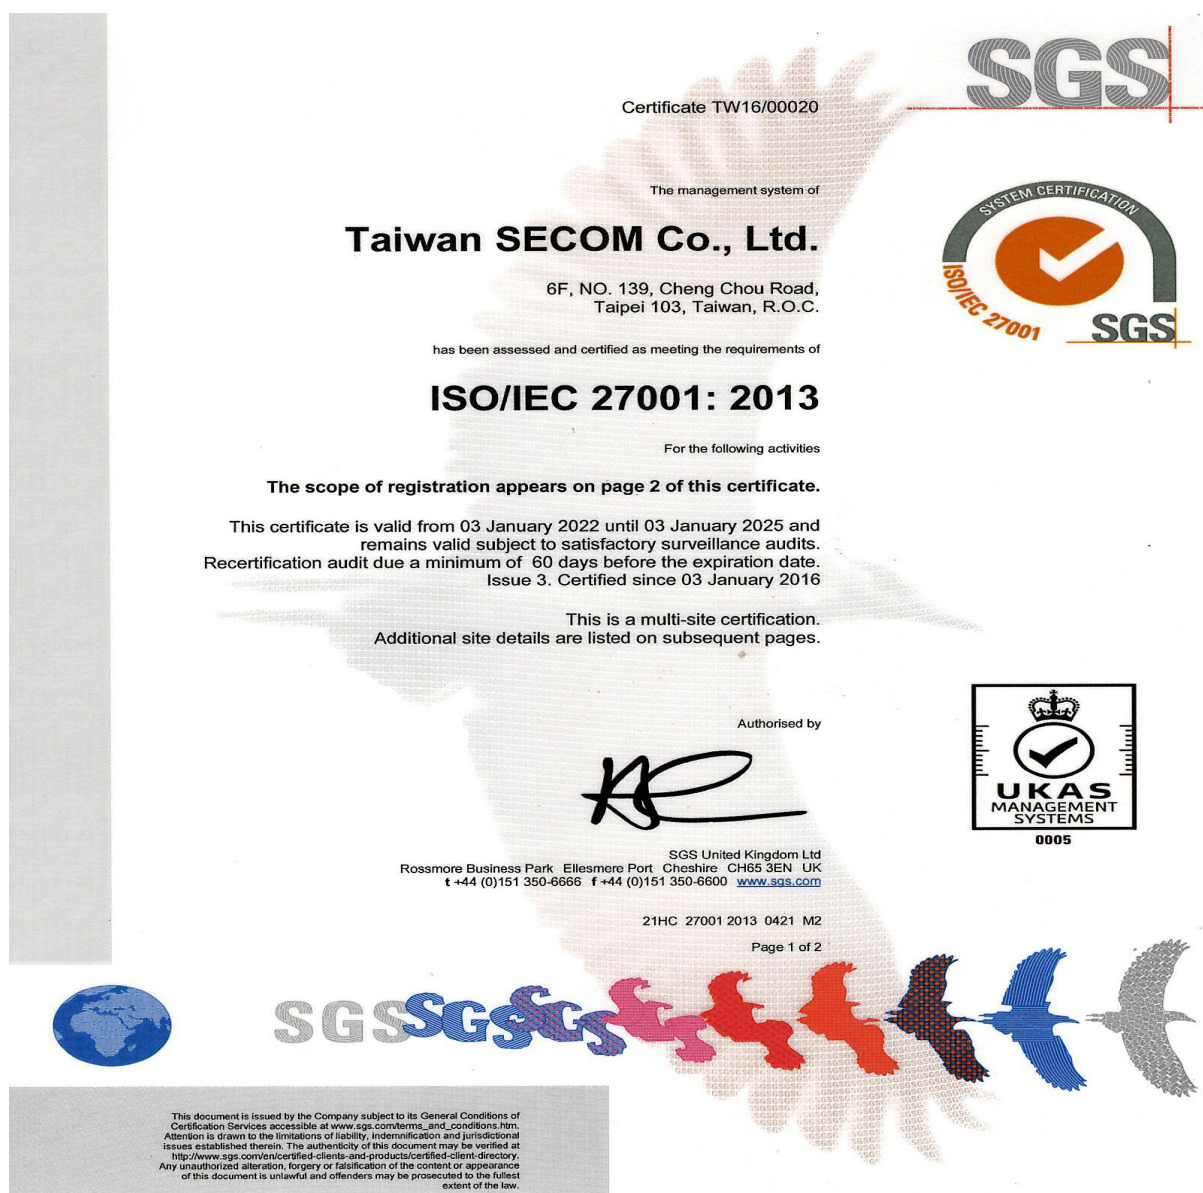 SGS
Certificate TW16/00020
The management system of
Taiwan SECOM Co., Ltd.
6F, NO. 139, Cheng Chou Road,
Taipei 103, Taiwan, R.O.C.
has been assessed and certified as meeting the requirements of
ISO/IEC 27001: 2013
For the following activities
The scope of registration appears on page 2 of this certificate.
This certificate is valid from 03 January 2022 until 03 January 2025 and
remains valid subject to satisfactory surveillance audits.
Recertification audit due a minimum of 60 days before the expiration date.
Issue 3. Certified since 03 January 2016
This is a multi-site certification.
Additional site details are listed on subsequent pages.
Authorised by
SGS United Kingdom Ltd
Rossmore Business Park Ellesmere Port Cheshire CH65 3EN UK
t +44 (0)151 350-6666 f +44 (0)151 350-6600 www.sgs.com
21HC 27001 2013 0421 M2
Page 1 of 2
SYSTEM CERTIFICATION
ISO/IEC 27001
SGS
UKAS
MANAGEMENT
SYSTEMS
0005
SGS SGS SGS
This document is issued by the Company subject to its General Conditions of
Certification Services accessible at www.sgs.com/terms_and_conditions.htm.
Attention is drawn to the limitations of liability, indemnification and jurisdictional
issues established therein. The authenticity of this document may be verified at
http://www.sgs.com/en/certified-clients-and-products/certified-client-directory.
Any unauthorized alteration, forgery or falsification of the content or appearance
of this document is unlawful and offenders may be prosecuted to the fullest
extent of the law.